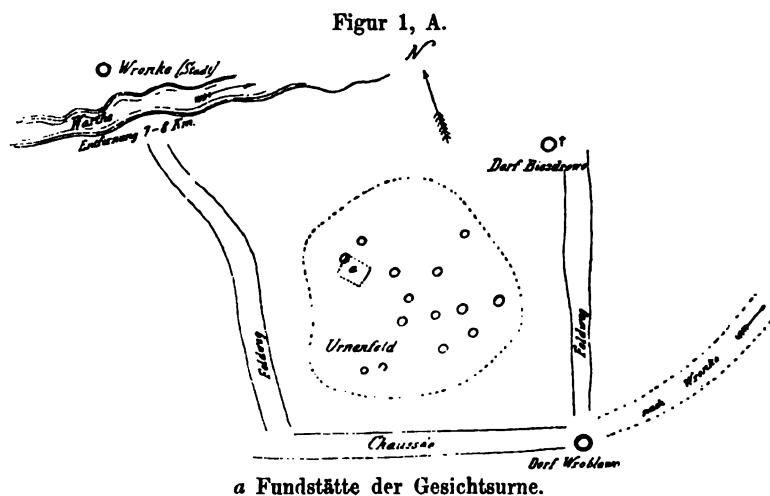 Figur 1, A.
N
Wronke (Stadt)
Warthe
Entfernung 7-8 Km.
Dorf Biezdrowo
a
Feldweg
Feldweg
Urnenfeld
nach Wronke
Chaussée
Dorf Wroblewo
a Fundstätte der Gesichtsurne.